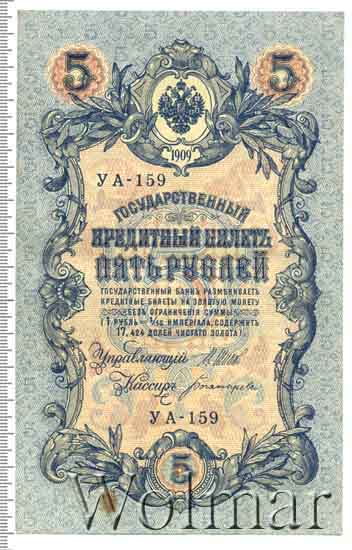 5 5
1909
УА-159
ГОСУДАРСТВЕННЫЙ
КРЕДИТНЫЙ БИЛЕТЪ
ПЯТЬ РУБЛЕЙ
ГОСУДАРСТВЕННЫЙ БАНКЪ РАЗМѢНИВАЕТЪ
КРЕДИТНЫЕ БИЛЕТЫ НА ЗОЛОТУЮ МОНЕТУ
БЕЗЪ ОГРАНИЧЕНІЯ СУММЫ
(1 РУБЛЬ = 1/15 ИМПЕРІАЛА, СОДЕРЖИТЪ
17,424 ДОЛЕЙ ЧИСТАГО ЗОЛОТА).
Управляющій
Кассиръ
УА-159
5
Wolmar